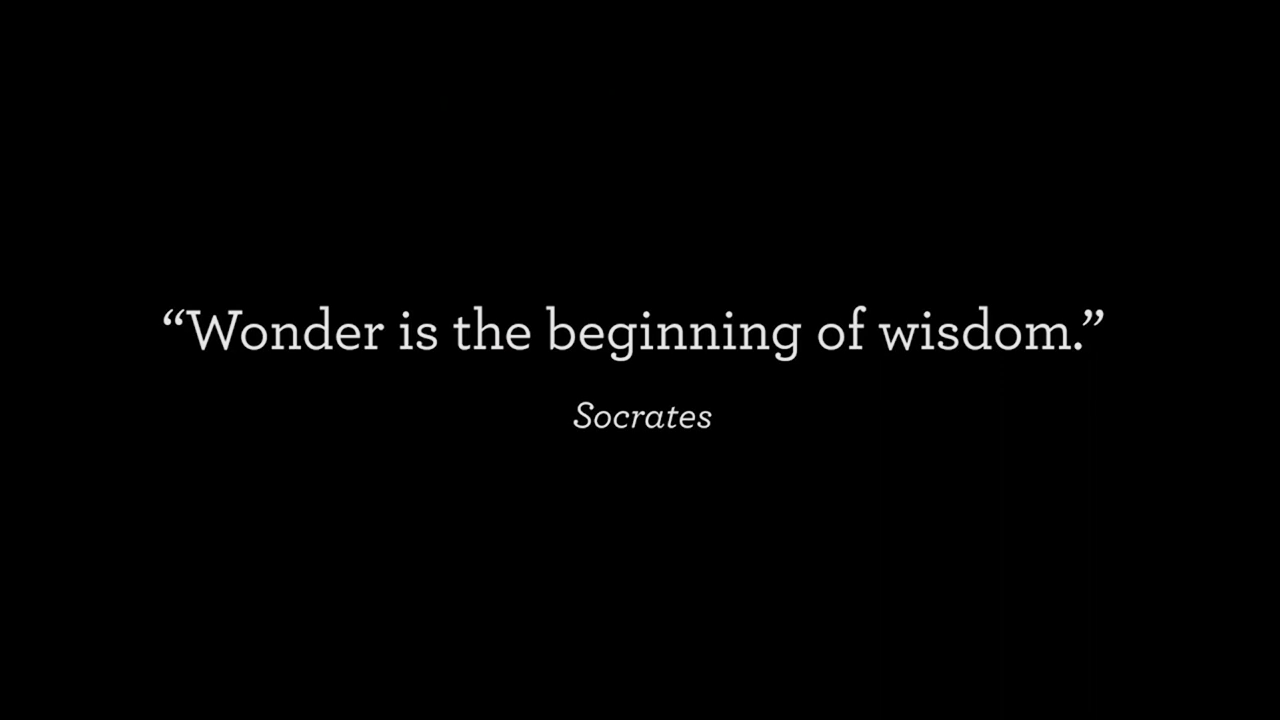 “Wonder is the beginning of wisdom.”
Socrates